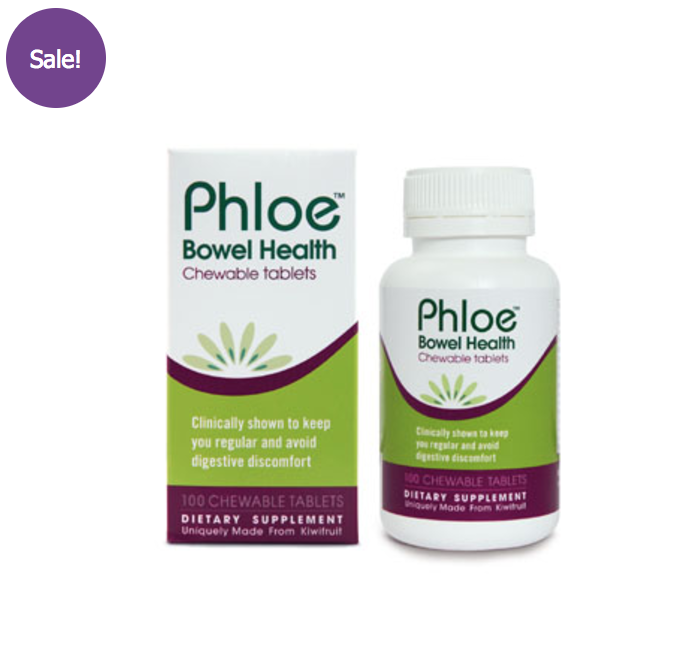 Sale!
Phloe™
Bowel Health
Chewable tablets
Clinically shown to keep
you regular and avoid
digestive discomfort
100 CHEWABLE TABLETS
DIETARY SUPPLEMENT
Uniquely Made From Kiwifruit
Phloe™
Bowel Health
Chewable tablets
Clinically shown to keep
you regular and avoid
digestive discomfort
100 CHEWABLE TABLETS
DIETARY SUPPLEMENT
Uniquely Made From Kiwifruit